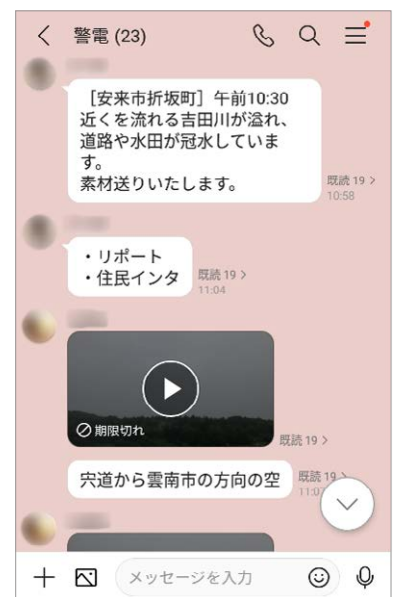 警電 (23)
［安来市折坂町］午前10:30
近くを流れる吉田川が溢れ、
道路や水田が冠水していま
す。
素材送りいたします。
既読 19
10:58
・リポート
・住民インタ
既読 19
11:04
期限切れ
既読 19
宍道から雲南市の方向の空
既読 19
メッセージを入力